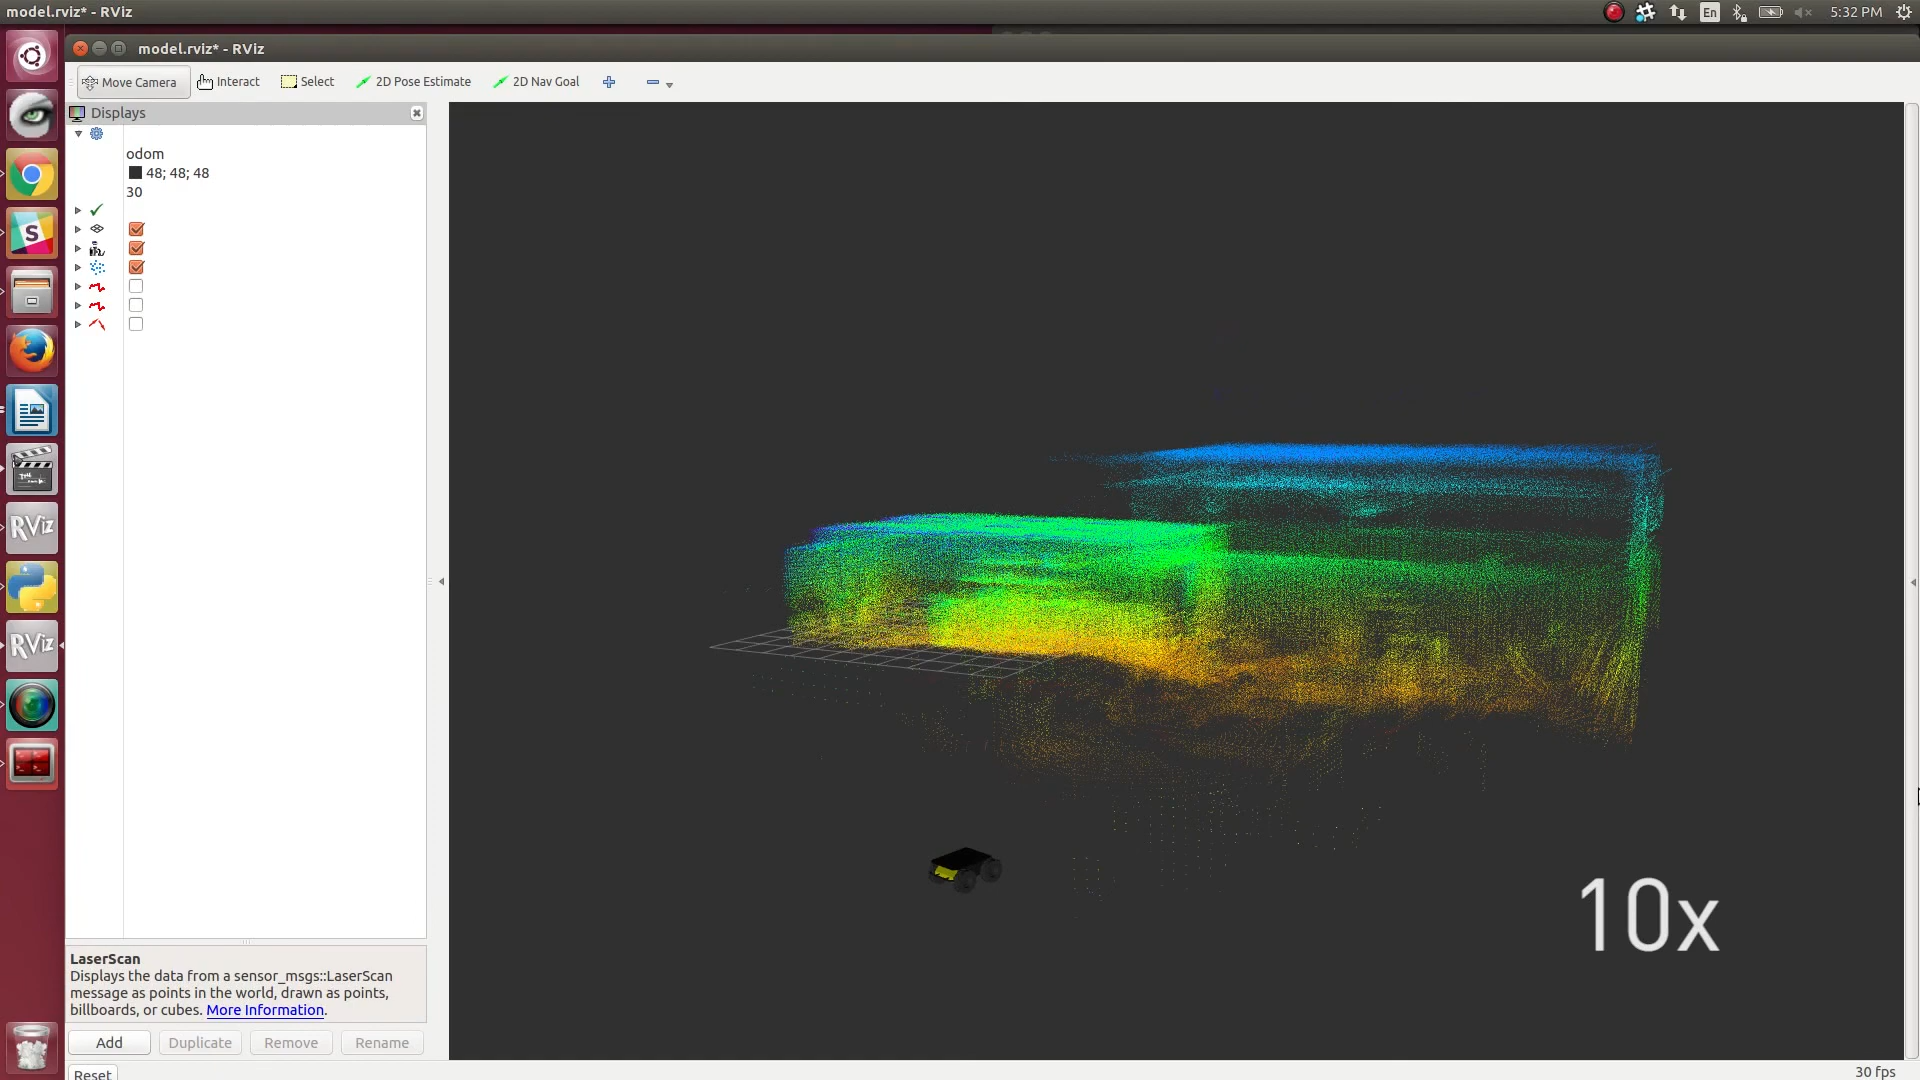 model.rviz* - RViz
En
5:32 PM
model.rviz* - RViz
Move Camera
Interact
Select
2D Pose Estimate
2D Nav Goal
Displays
odom
48; 48; 48
30
S
RViz
RViz
10x
LaserScan
Displays the data from a sensor_msgs::LaserScan
message as points in the world, drawn as points,
billboards, or cubes. More Information.
Add
Duplicate
Remove
Rename
Reset
30 fps